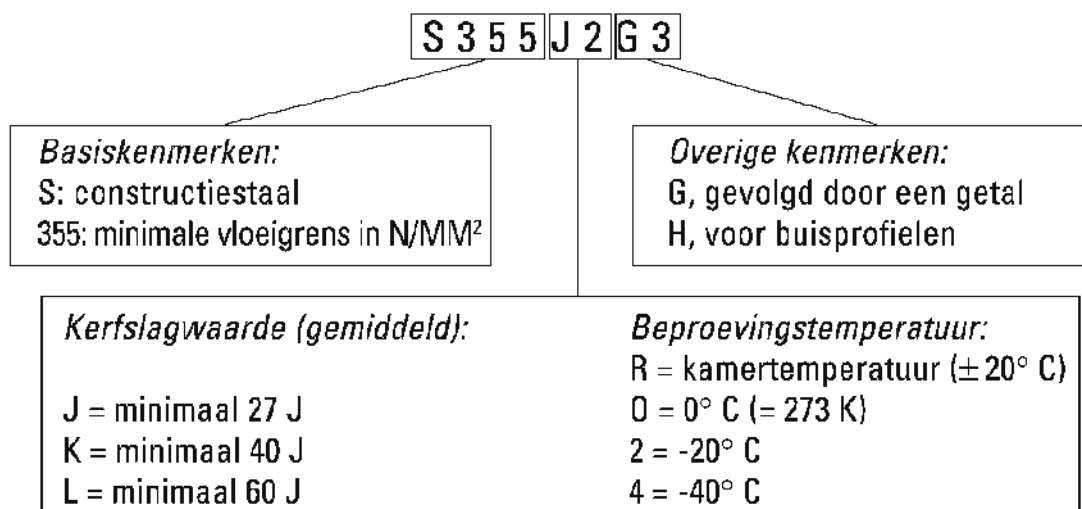 S355J2G3
Basiskenmerken:
S: constructiestaal
355: minimale vloeigrens in N/MM²
Overige kenmerken:
G, gevolgd door een getal
H, voor buisprofielen
Kerfslagwaarde (gemiddeld):
J = minimaal 27 J
K = minimaal 40 J
L = minimaal 60 J
Beproevingstemperatuur:
R = kamertemperatuur (± 20° C)
0 = 0° C (= 273 K)
2 = -20° C
4 = -40° C